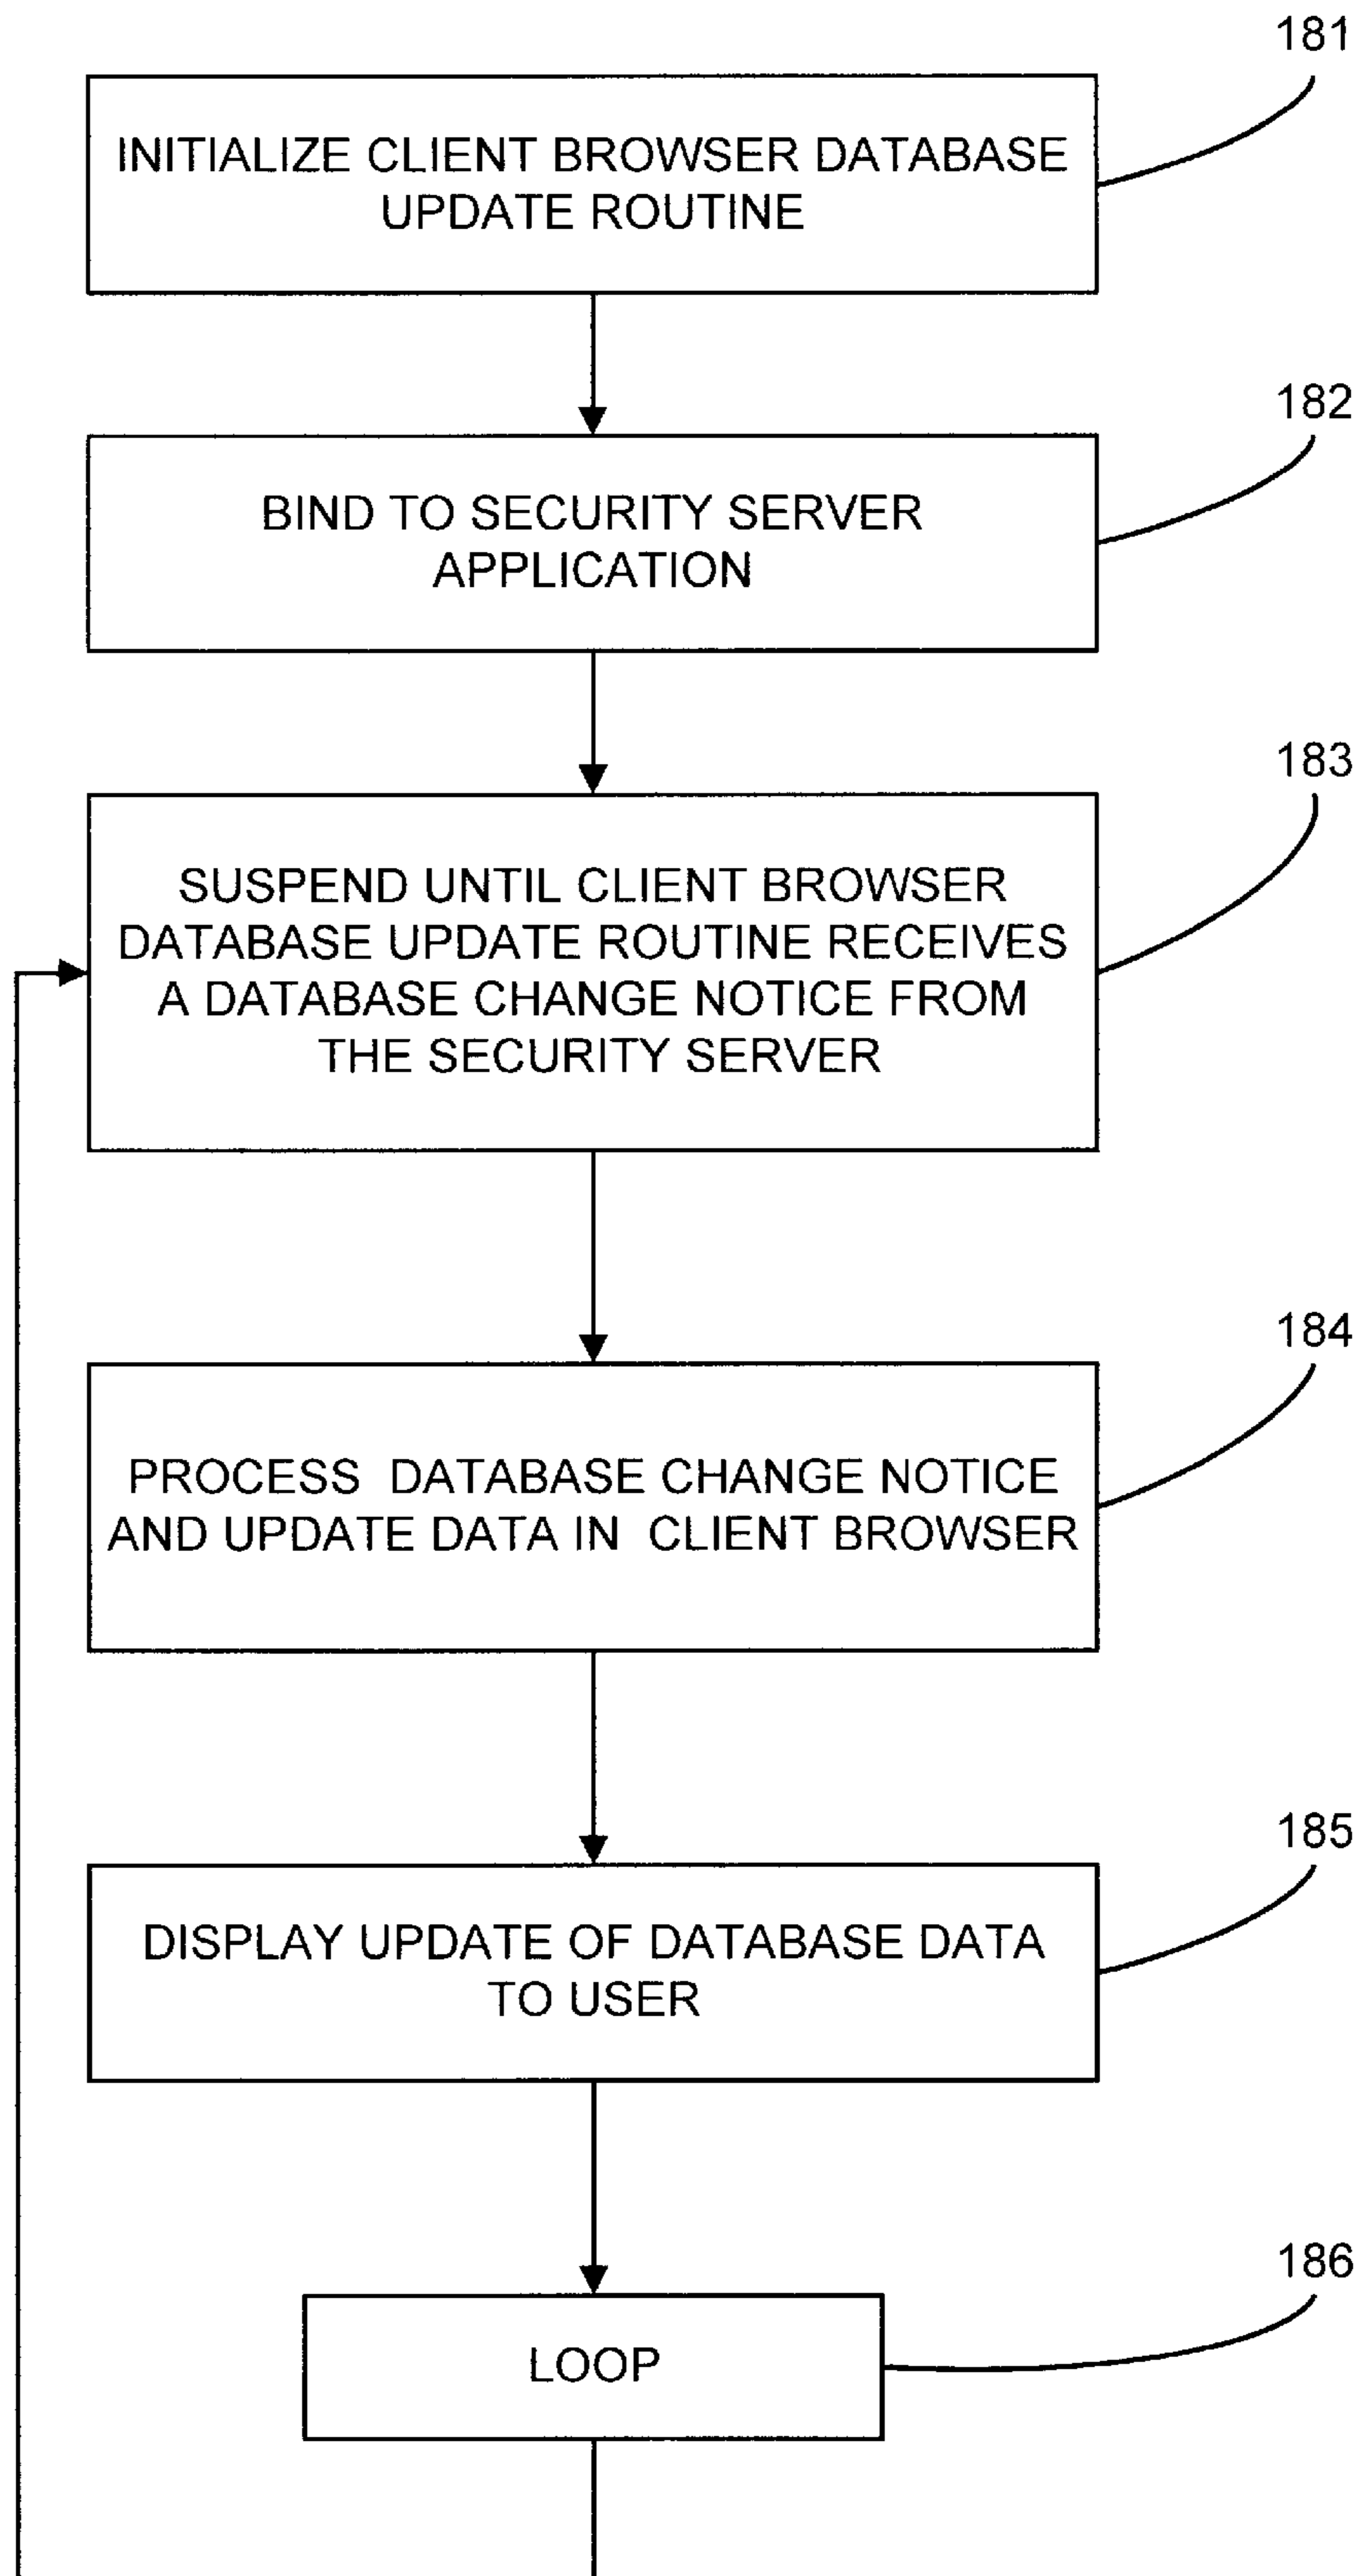 181
INITIALIZE CLIENT BROWSER DATABASE
UPDATE ROUTINE
182
BIND TO SECURITY SERVER
APPLICATION
183
SUSPEND UNTIL CLIENT BROWSER
DATABASE UPDATE ROUTINE RECEIVES
A DATABASE CHANGE NOTICE FROM
THE SECURITY SERVER
184
PROCESS DATABASE CHANGE NOTICE
AND UPDATE DATA IN CLIENT BROWSER
185
DISPLAY UPDATE OF DATABASE DATA
TO USER
186
LOOP